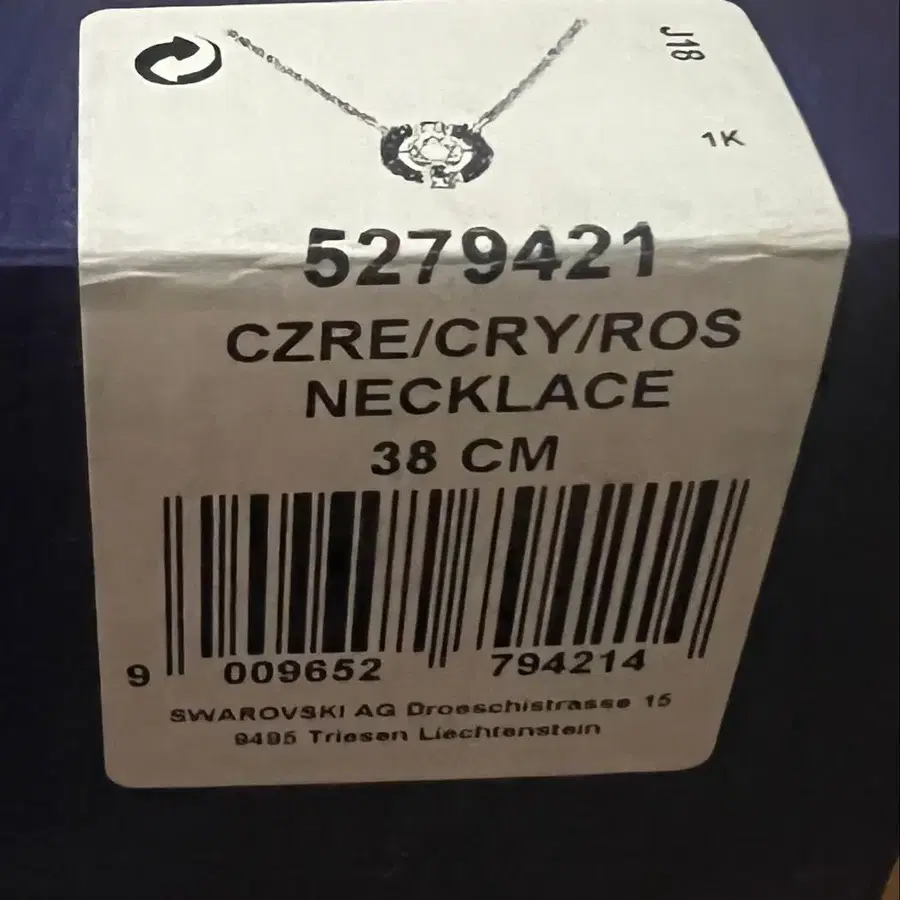 J18
1K
5279421
CZRE/CRY/ROS
NECKLACE
38 CM
9 009652 794214
SWAROVSKI AG Droeschistrasse 15
9495 Triesen Liechtenstein